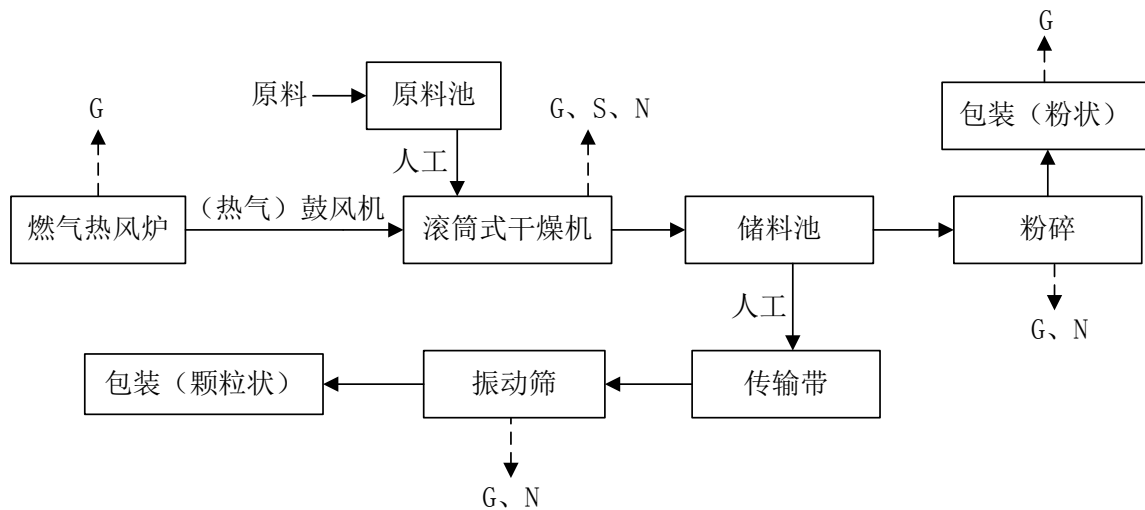 G
原料
原料池
G、S、N
包装（粉状）
G
人工
燃气热风炉
（热气）鼓风机
滚筒式干燥机
储料池
粉碎
人工
G、N
包装（颗粒状）
振动筛
传输带
G、N